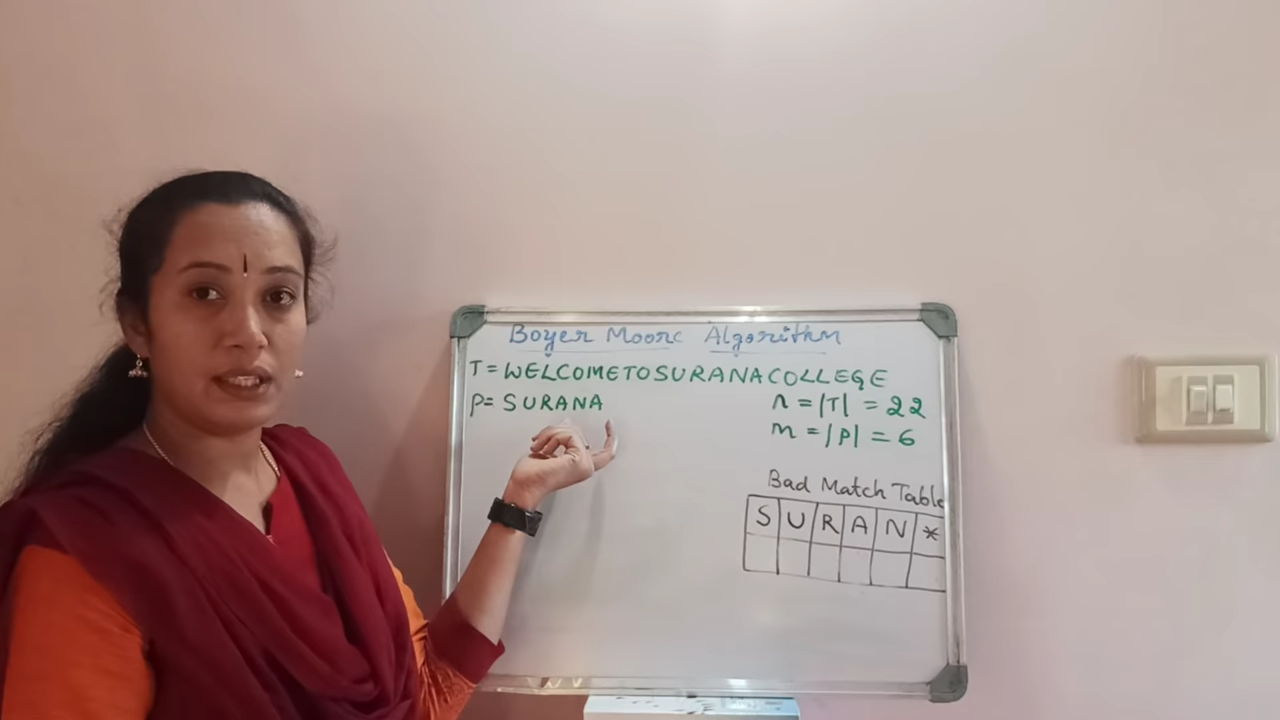 Boyer Moore Algorithm
T=WELCOMETOSURANACOLLEGE
P= SURANA
n = |T| = 22
m = |P| = 6
Bad Match Table
S U R A N *